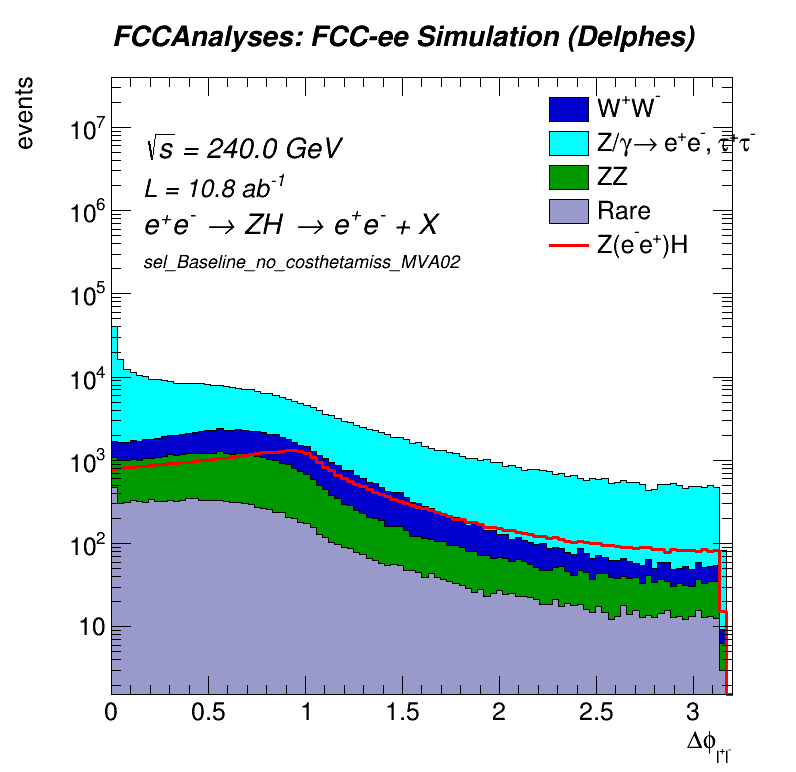 FCCAnalyses: FCC-ee Simulation (Delphes)
events
√s = 240.0 GeV
L = 10.8 ab⁻¹
e⁺e⁻ → ZH → e⁺e⁻ + X
sel_Baseline_no_costhetamiss_MVA02
W⁺W⁻
Z/γ→ e⁺e⁻, τ⁺τ⁻
ZZ
Rare
Z(e⁻e⁺)H
10⁷
10⁶
10⁵
10⁴
10³
10²
10
0 0.5 1 1.5 2 2.5 3
Δϕ_l⁺l⁻